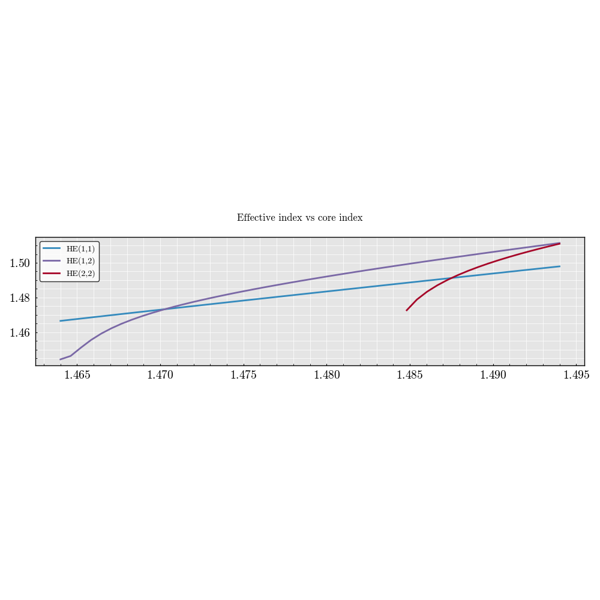 Effective index vs core index
HE(1,1)
HE(1,2)
HE(2,2)
1.50
1.48
1.46
1.465 1.470 1.475 1.480 1.485 1.490 1.495